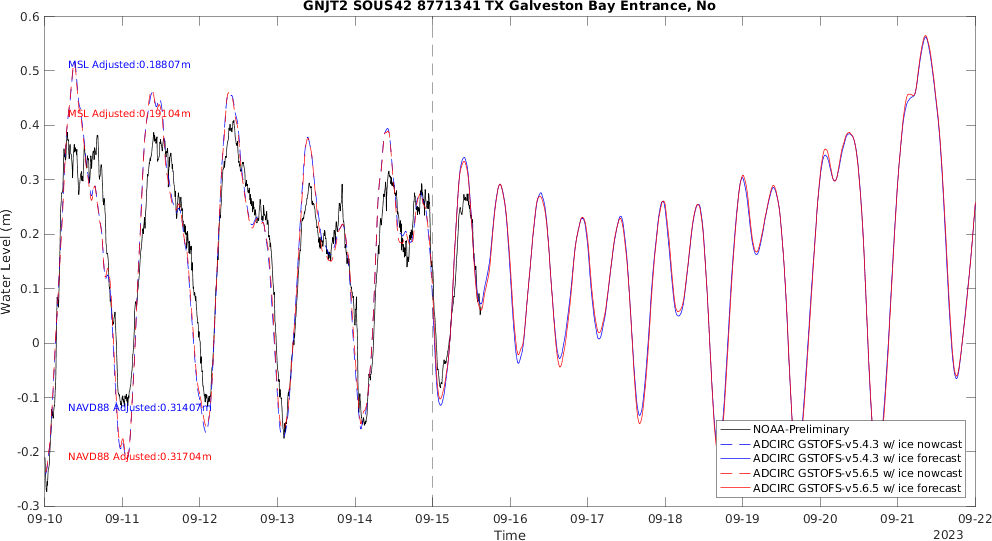 GNJT2 SOUS42 8771341 TX Galveston Bay Entrance, No
0.6
0.5
0.4
0.3
0.2
0.1
0
-0.1
-0.2
-0.3
Water Level (m)
MSL Adjusted:0.18807m
MSL Adjusted:0.19104m
NAVD88 Adjusted:0.31407m
NAVD88 Adjusted:0.31704m
NOAA-Preliminary
ADCIRC GSTOFS-v5.4.3 w/ ice nowcast
ADCIRC GSTOFS-v5.4.3 w/ ice forecast
ADCIRC GSTOFS-v5.6.5 w/ ice nowcast
ADCIRC GSTOFS-v5.6.5 w/ ice forecast
09-10 09-11 09-12 09-13 09-14 09-15 09-16 09-17 09-18 09-19 09-20 09-21 09-22
Time
2023